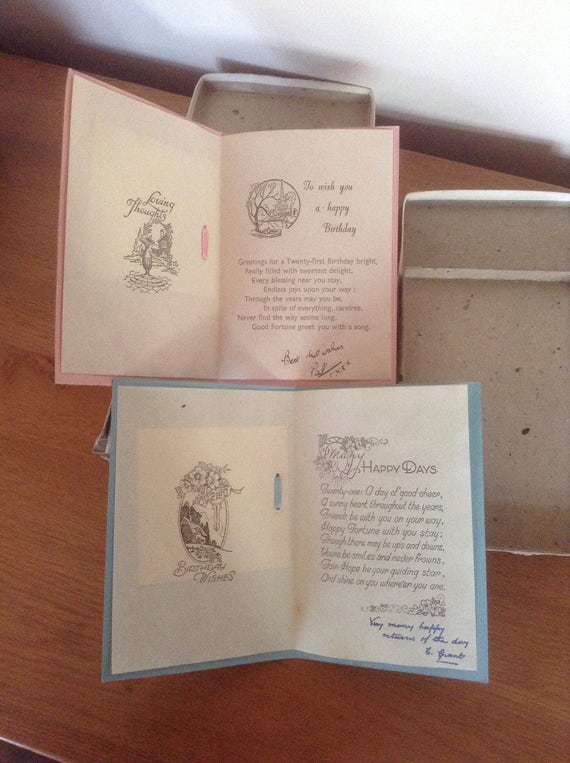 Loving
Thoughts
To wish you
a happy
Birthday
Greetings for a Twenty-first Birthday bright,
Really filled with sweetest delight,
Every blessing near you stay,
Endless joys upon your way ;
Through the years may you be,
In spite of everything, carefree,
Never find the way seems long,
Good Fortune greet you with a song.
Best wishes
Pat xxx
21st
Birthday
Wishes
Many
Happy Days
Twenty-one: A day of good cheer,
A sunny heart throughout the years,
Friends be with you on your way,
Happy Fortune with you stay;
Though there may be ups and downs,
Yours be smiles and never frowns,
Fair Hope be your guiding star,
And shine on you where'er you are.
Very many happy
returns of the day
E. Grant